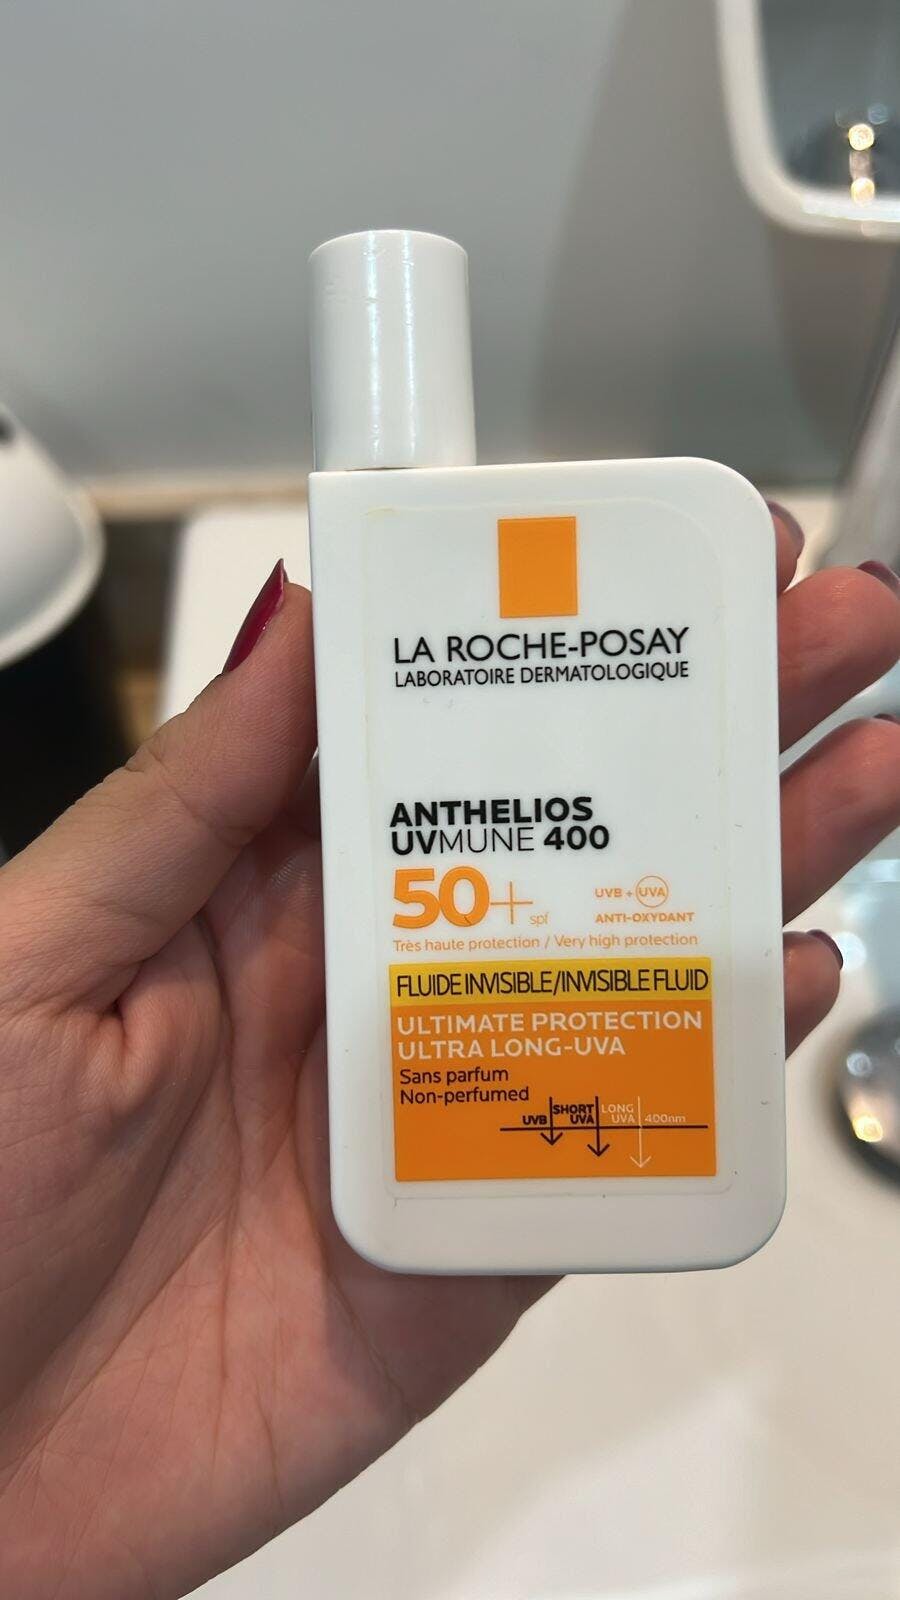 LA ROCHE-POSAY
LABORATOIRE DERMATOLOGIQUE
ANTHELIOS
UVMUNE 400
50+ spf
UVB + UVA
ANTI-OXYDANT
Très haute protection / Very high protection
FLUIDE INVISIBLE/INVISIBLE FLUID
ULTIMATE PROTECTION
ULTRA LONG-UVA
Sans parfum
Non-perfumed
UVB
SHORT
UVA
LONG
UVA
400nm